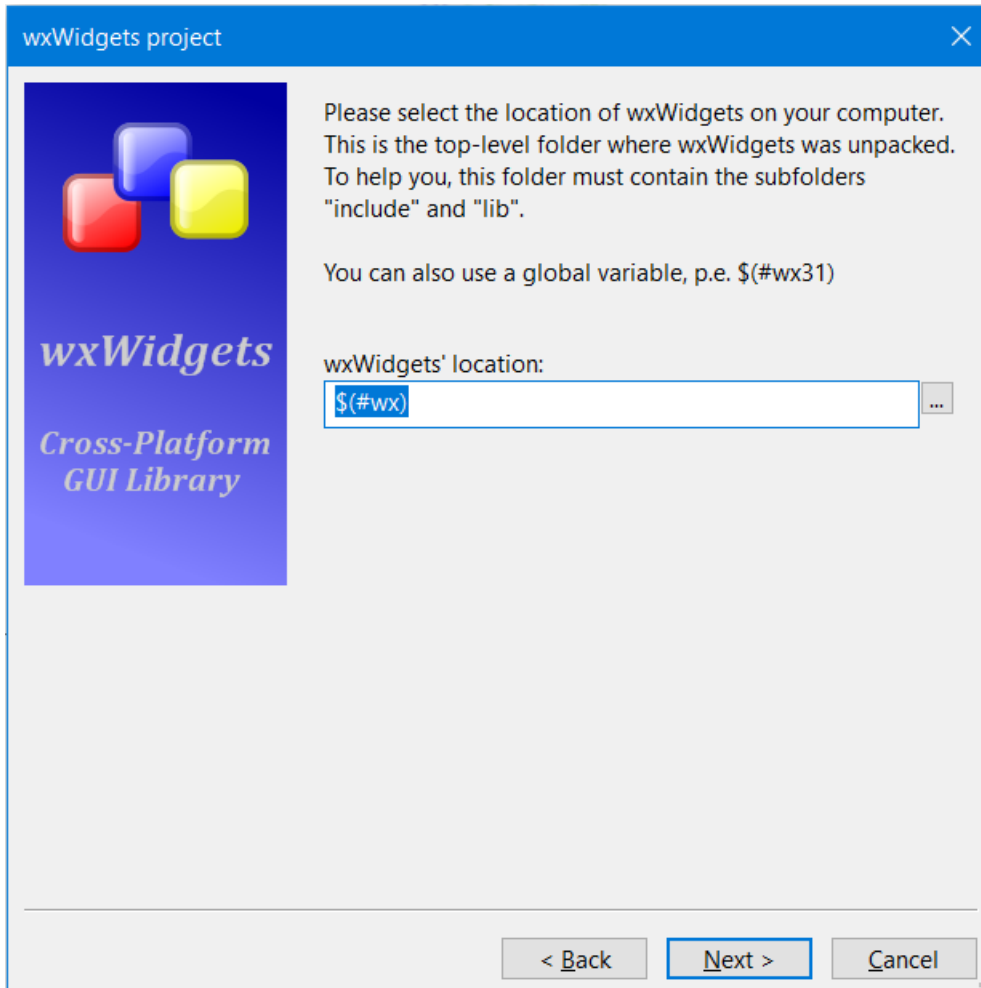 wxWidgets project
Please select the location of wxWidgets on your computer.
This is the top-level folder where wxWidgets was unpacked.
To help you, this folder must contain the subfolders
"include" and "lib".
You can also use a global variable, p.e. $(#wx31)
wxWidgets
Cross-Platform
GUI Library
wxWidgets' location:
$(#wx)
...
< Back
Next >
Cancel